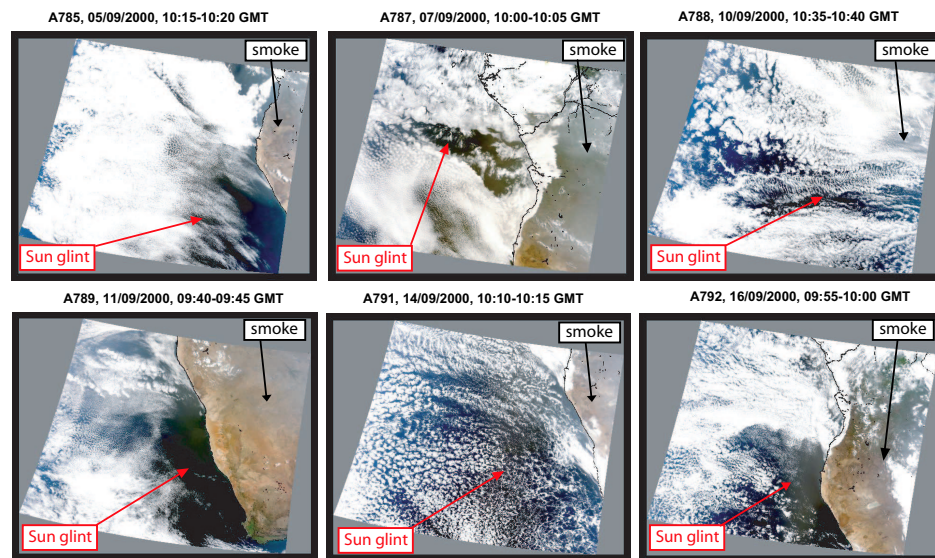 A785, 05/09/2000, 10:15-10:20 GMT
A787, 07/09/2000, 10:00-10:05 GMT
A788, 10/09/2000, 10:35-10:40 GMT
smoke
smoke
smoke
Sun glint
Sun glint
Sun glint
A789, 11/09/2000, 09:40-09:45 GMT
A791, 14/09/2000, 10:10-10:15 GMT
A792, 16/09/2000, 09:55-10:00 GMT
smoke
smoke
smoke
Sun glint
Sun glint
Sun glint